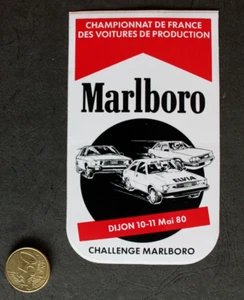 CHAMPIONNAT DE FRANCE
DES VOITURES DE PRODUCTION
Marlboro
ELVIA
DIJON 10-11 Mai 80
CHALLENGE MARLBORO